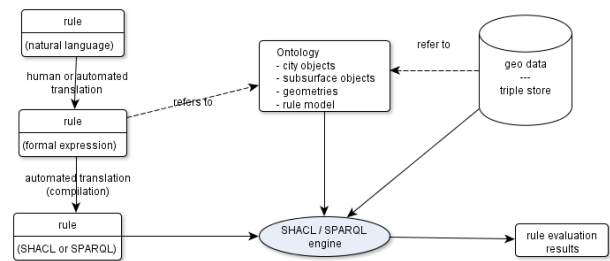 rule
(natural language)
human or automated
translation
rule
(formal expression)
automated translation
(compilation)
rule
(SHACL or SPARQL)
refers to
Ontology
- city objects
- subsurface objects
- geometries
- rule model
refer to
geo data
---
triple store
SHACL / SPARQL
engine
rule evaluation
results